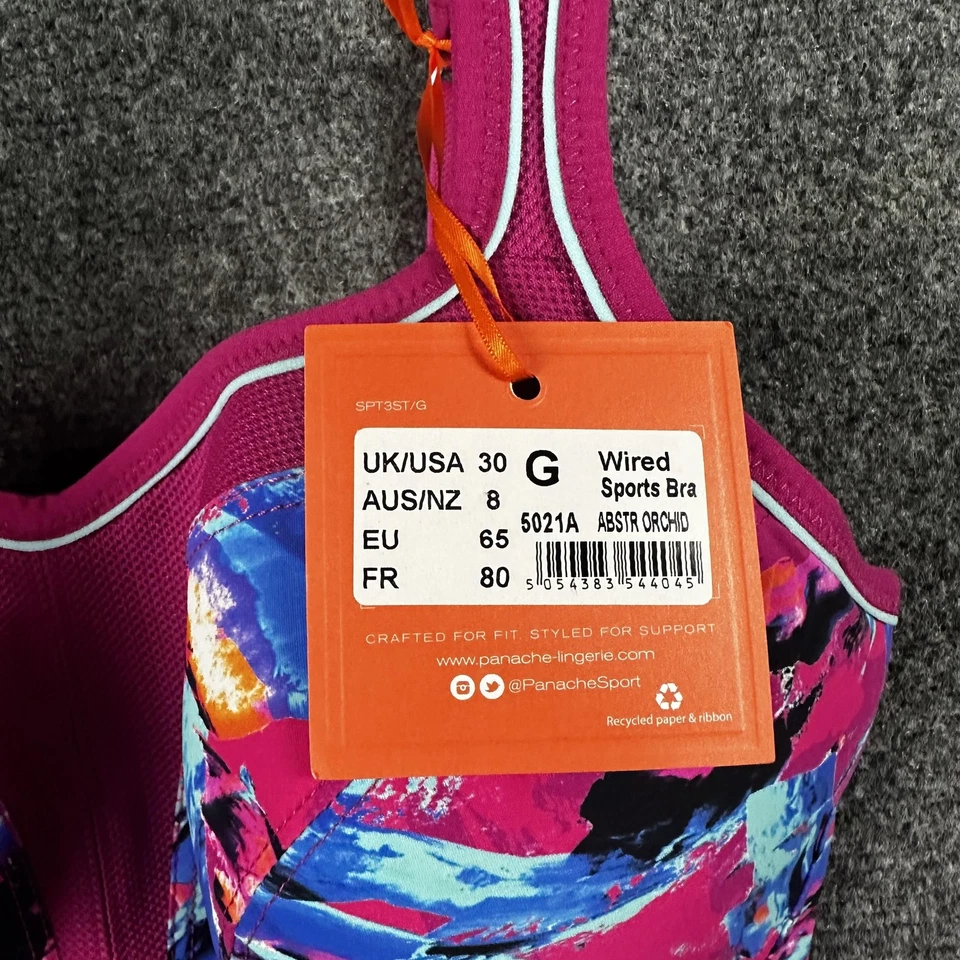 SPT3ST/G
UK/USA 30 G Wired
AUS/NZ 8 Sports Bra
EU 65 5021A ABSTR ORCHID
FR 80 5 054383 544045
CRAFTED FOR FIT. STYLED FOR SUPPORT
www.panache-lingerie.com
@PanacheSport
Recycled paper & ribbon